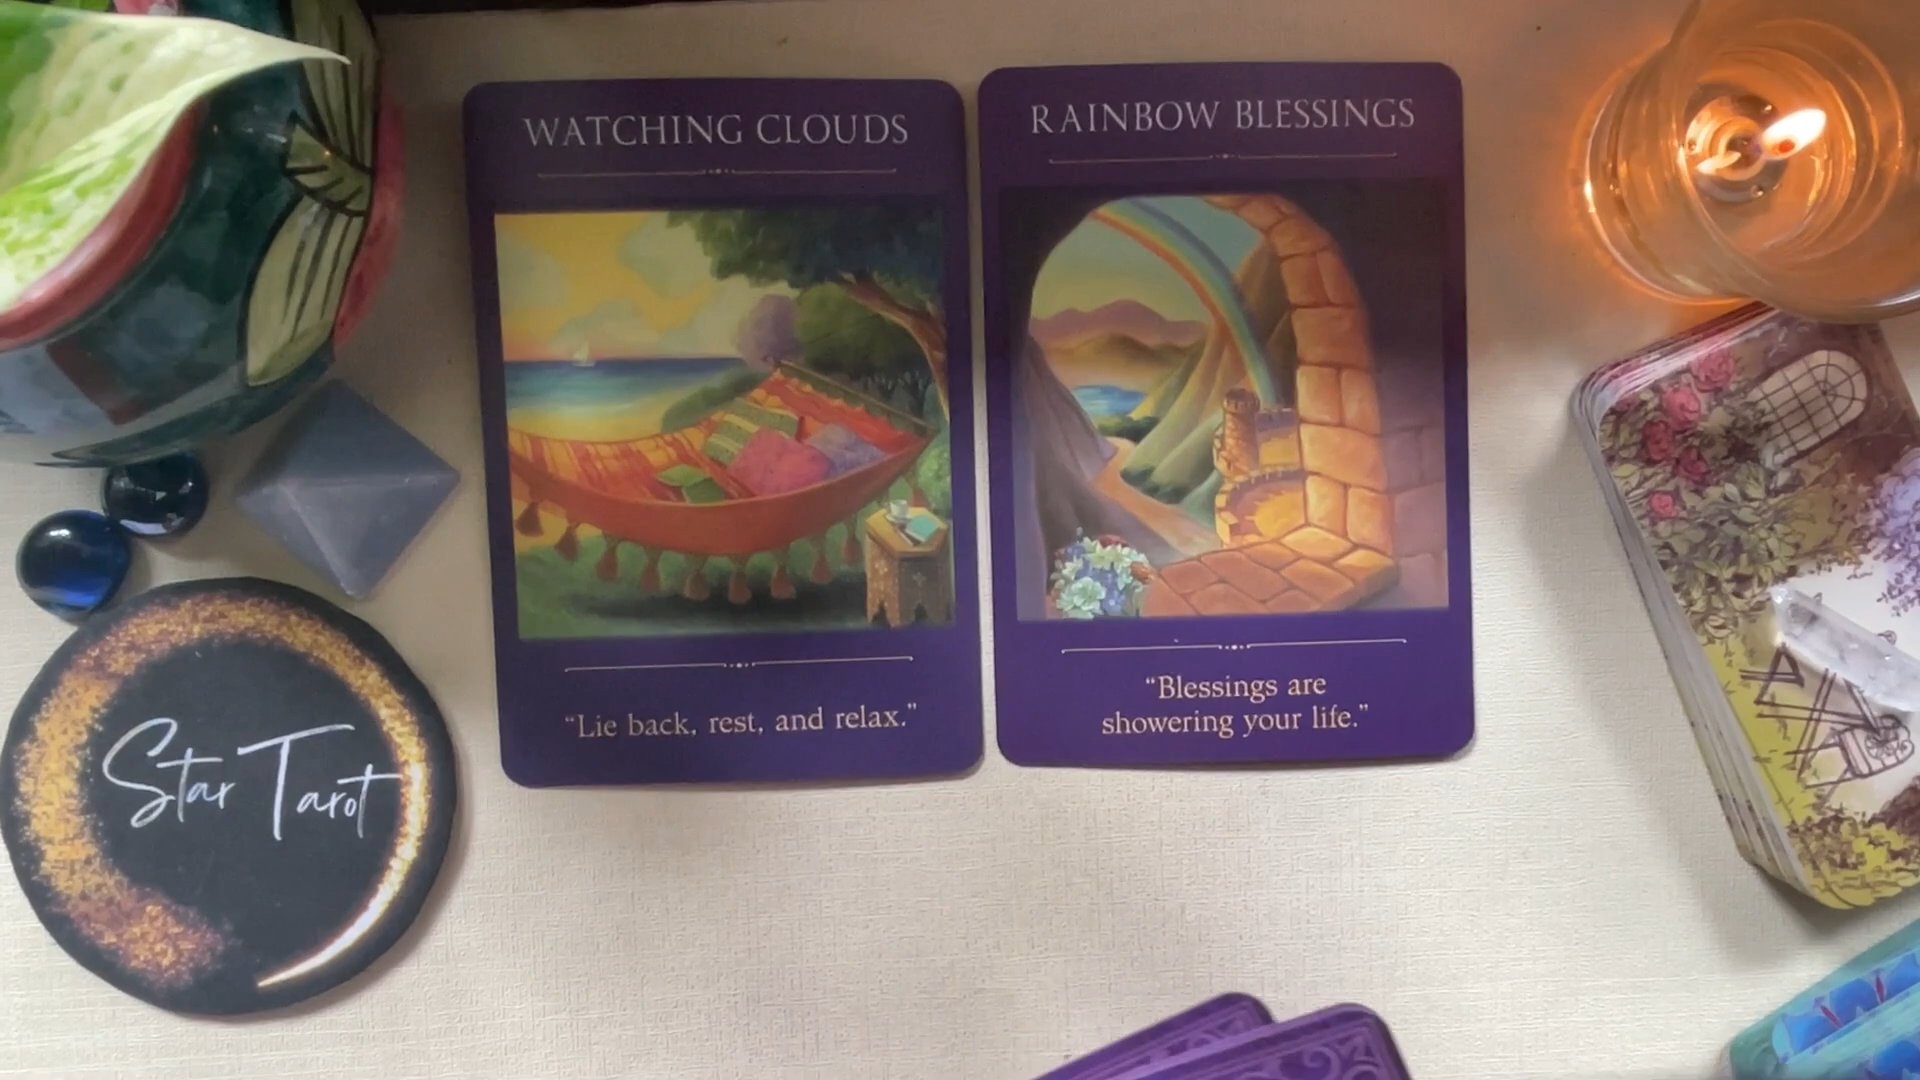 WATCHING CLOUDS
"Lie back, rest, and relax."
RAINBOW BLESSINGS
"Blessings are
showering your life."
Star Tarot